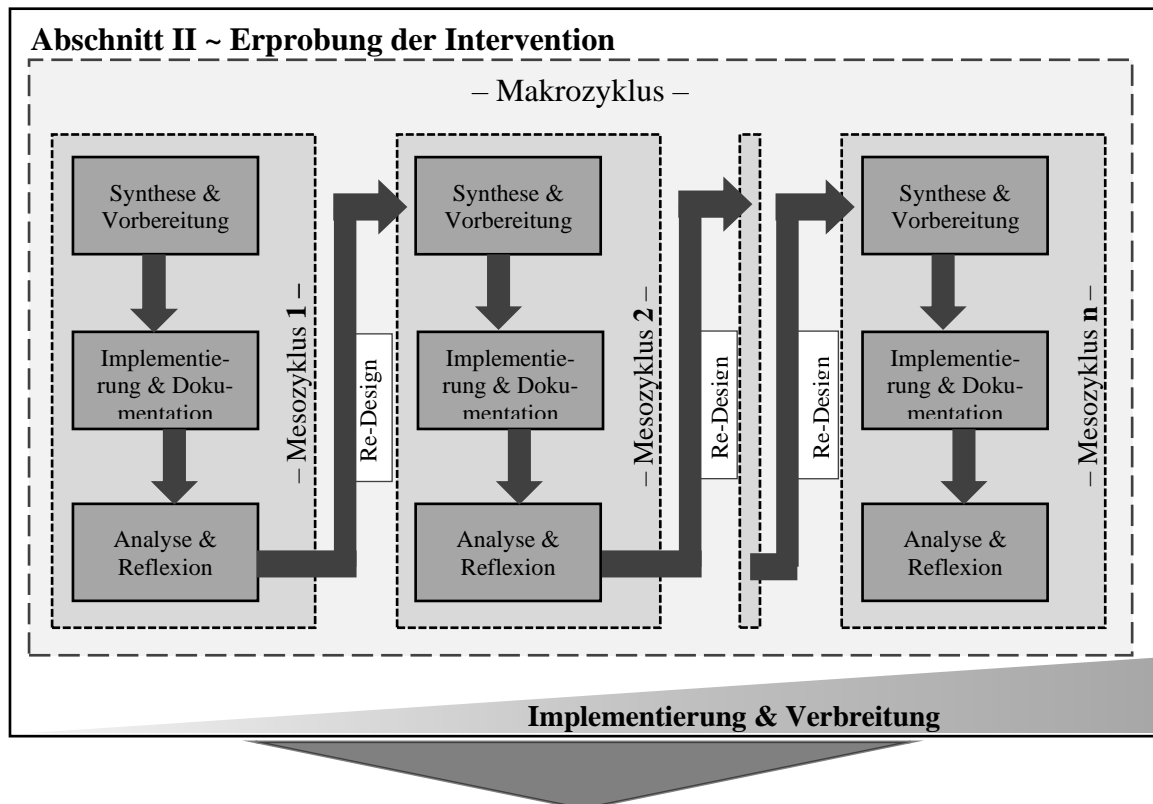 Abschnitt II ~ Erprobung der Intervention
– Makrozyklus –
Synthese &
Vorbereitung
Implementie-
rung & Doku-
mentation
Analyse &
Reflexion
– Mesozyklus 1 –
Re-Design
Synthese &
Vorbereitung
Implementie-
rung & Doku-
mentation
Analyse &
Reflexion
– Mesozyklus 2 –
Re-Design
Re-Design
Synthese &
Vorbereitung
Implementie-
rung & Doku-
mentation
Analyse &
Reflexion
– Mesozyklus n –
Implementierung & Verbreitung